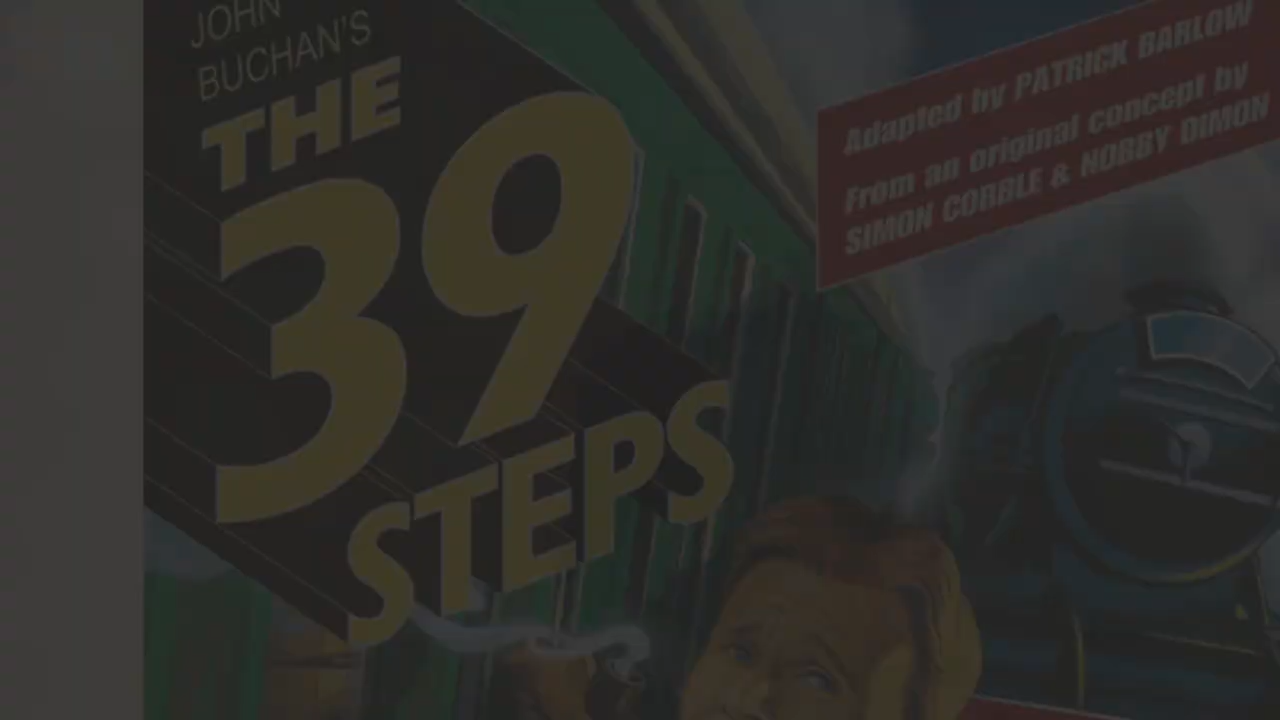 JOHN
BUCHAN'S
THE
39
STEPS
Adapted by PATRICK BARLOW
From an original concept by
SIMON CORBLE & NOBBY DIMON